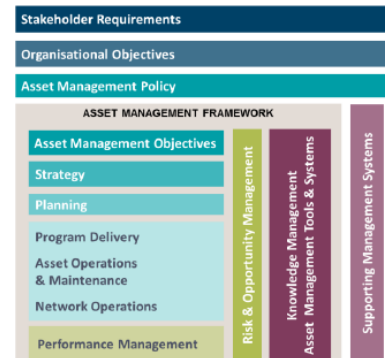 Stakeholder Requirements
Organisational Objectives
Asset Management Policy
ASSET MANAGEMENT FRAMEWORK
Asset Management Objectives
Strategy
Planning
Program Delivery
Asset Operations
& Maintenance
Network Operations
Performance Management
Risk & Opportunity Management
Knowledge Management
Asset Management Tools & Systems
Supporting Management Systems